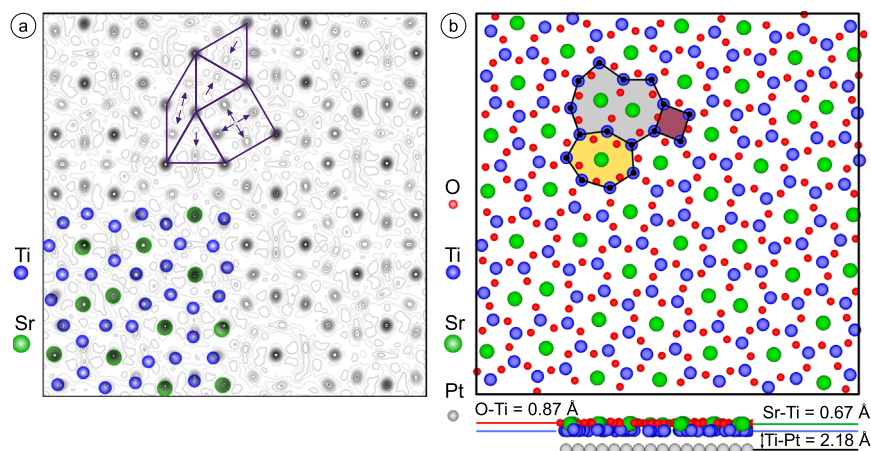 a
Ti
Sr
b
O
Ti
Sr
Pt
O-Ti = 0.87 Å
Sr-Ti = 0.67 Å
Ti-Pt = 2.18 Å